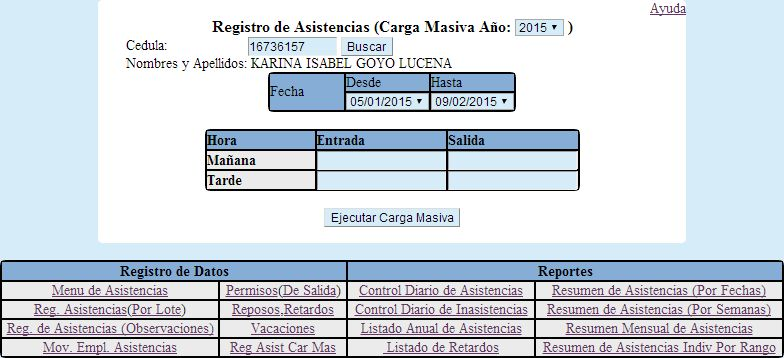 Ayuda
Registro de Asistencias (Carga Masiva Año: 2015 )
Cedula: 16736157 Buscar
Nombres y Apellidos: KARINA ISABEL GOYO LUCENA
Fecha Desde Hasta
05/01/2015 09/02/2015
Hora Entrada Salida
Mañana
Tarde
Ejecutar Carga Masiva
Registro de Datos Reportes
Menu de Asistencias Permisos(De Salida) Control Diario de Asistencias Resumen de Asistencias (Por Fechas)
Reg. Asistencias(Por Lote) Reposos,Retardos Control Diario de Inasistencias Resumen de Asistencias (Por Semanas)
Reg. de Asistencias (Observaciones) Vacaciones Listado Anual de Asistencias Resumen Mensual de Asistencias
Mov. Empl. Asistencias Reg Asist Car Mas Listado de Retardos Resumen de Asistencias Indiv Por Rango